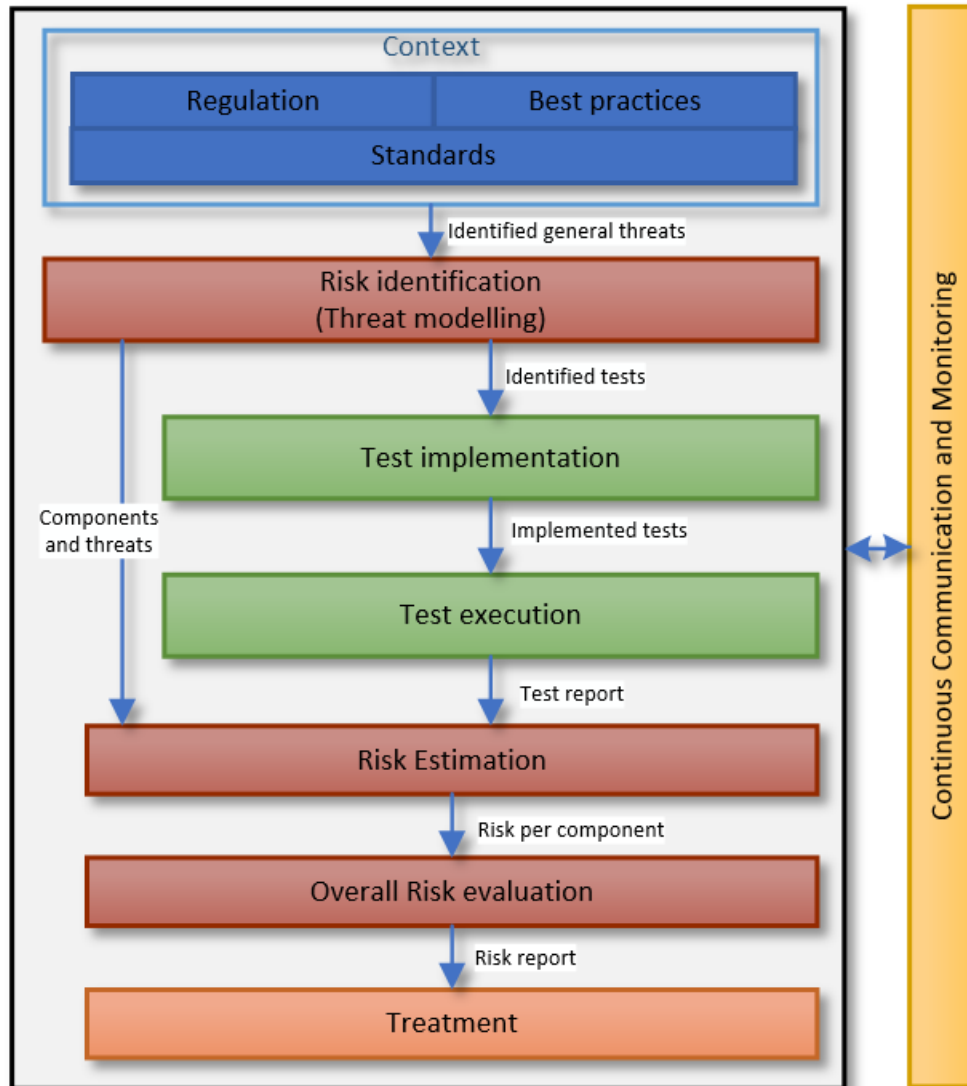 Context
Regulation
Best practices
Standards
Identified general threats
Risk identification
(Threat modelling)
Identified tests
Test implementation
Components
and threats
Implemented tests
Test execution
Test report
Risk Estimation
Risk per component
Overall Risk evaluation
Risk report
Treatment
Continuous Communication and Monitoring